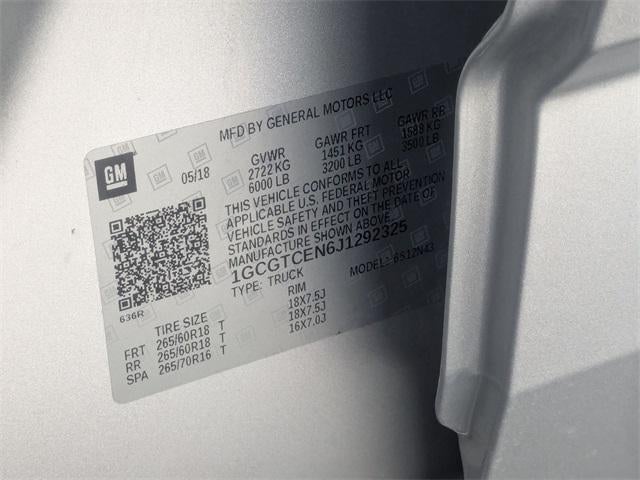 MFD BY GENERAL MOTORS LLC
GM
05/18
GVWR GAWR FRT GAWR RR
2722KG 1451 KG 1588 KG
6000 LB 3200 LB 3500 LB
THIS VEHICLE CONFORMS TO ALL
APPLICABLE U.S. FEDERAL MOTOR
VEHICLE SAFETY AND THEFT PREVENTION
STANDARDS IN EFFECT ON THE DATE
OF MANUFACTURE SHOWN ABOVE.
1GCGTCEN6J1292325
TYPE: TRUCK MODEL: 6S12N43
636R
TIRE SIZE RIM
FRT 265/60R18 T 18X7.5J
RR 265/60R18 T 18X7.5J
SPA 265/70R16 T 16X7.0J